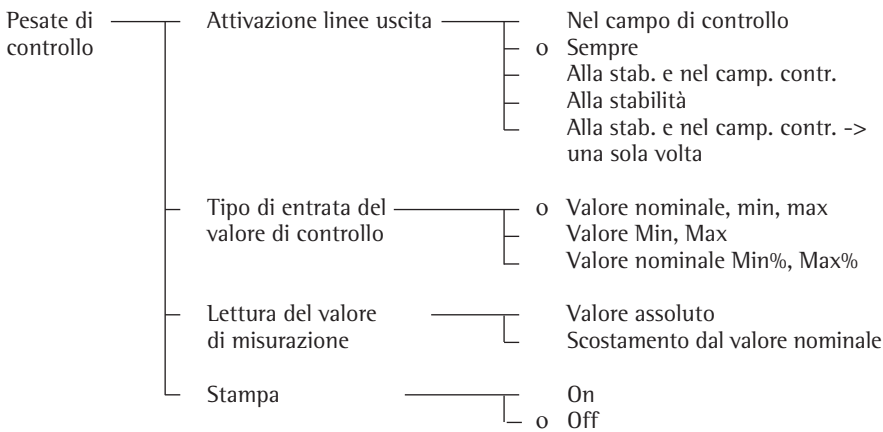 Pesate di Attivazione linee uscita Nel campo di controllo
controllo o Sempre
Alla stab. e nel camp. contr.
Alla stabilità
Alla stab. e nel camp. contr. ->
una sola volta
Tipo di entrata del o Valore nominale, min, max
valore di controllo Valore Min, Max
Valore nominale Min%, Max%
Lettura del valore Valore assoluto
di misurazione Scostamento dal valore nominale
Stampa On
o Off